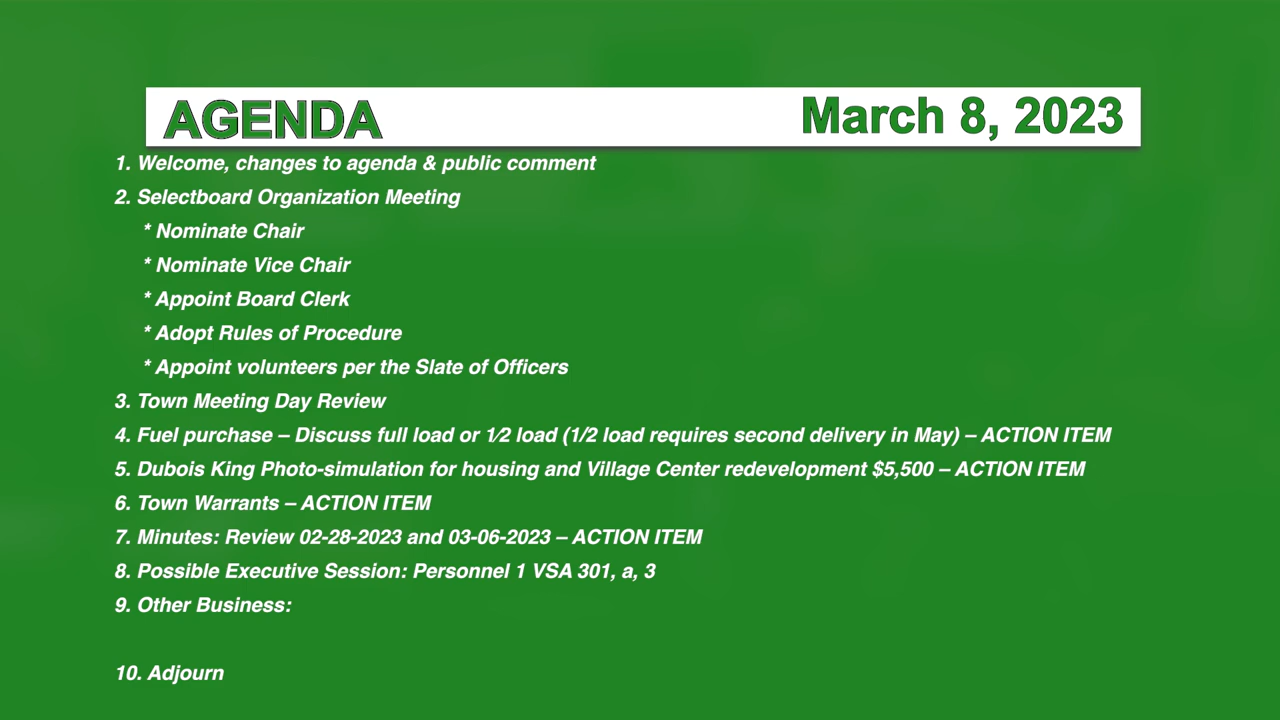 AGENDA March 8, 2023
1. Welcome, changes to agenda & public comment
2. Selectboard Organization Meeting
* Nominate Chair
* Nominate Vice Chair
* Appoint Board Clerk
* Adopt Rules of Procedure
* Appoint volunteers per the Slate of Officers
3. Town Meeting Day Review
4. Fuel purchase – Discuss full load or 1/2 load (1/2 load requires second delivery in May) – ACTION ITEM
5. Dubois King Photo-simulation for housing and Village Center redevelopment $5,500 – ACTION ITEM
6. Town Warrants – ACTION ITEM
7. Minutes: Review 02-28-2023 and 03-06-2023 – ACTION ITEM
8. Possible Executive Session: Personnel 1 VSA 301, a, 3
9. Other Business:
10. Adjourn